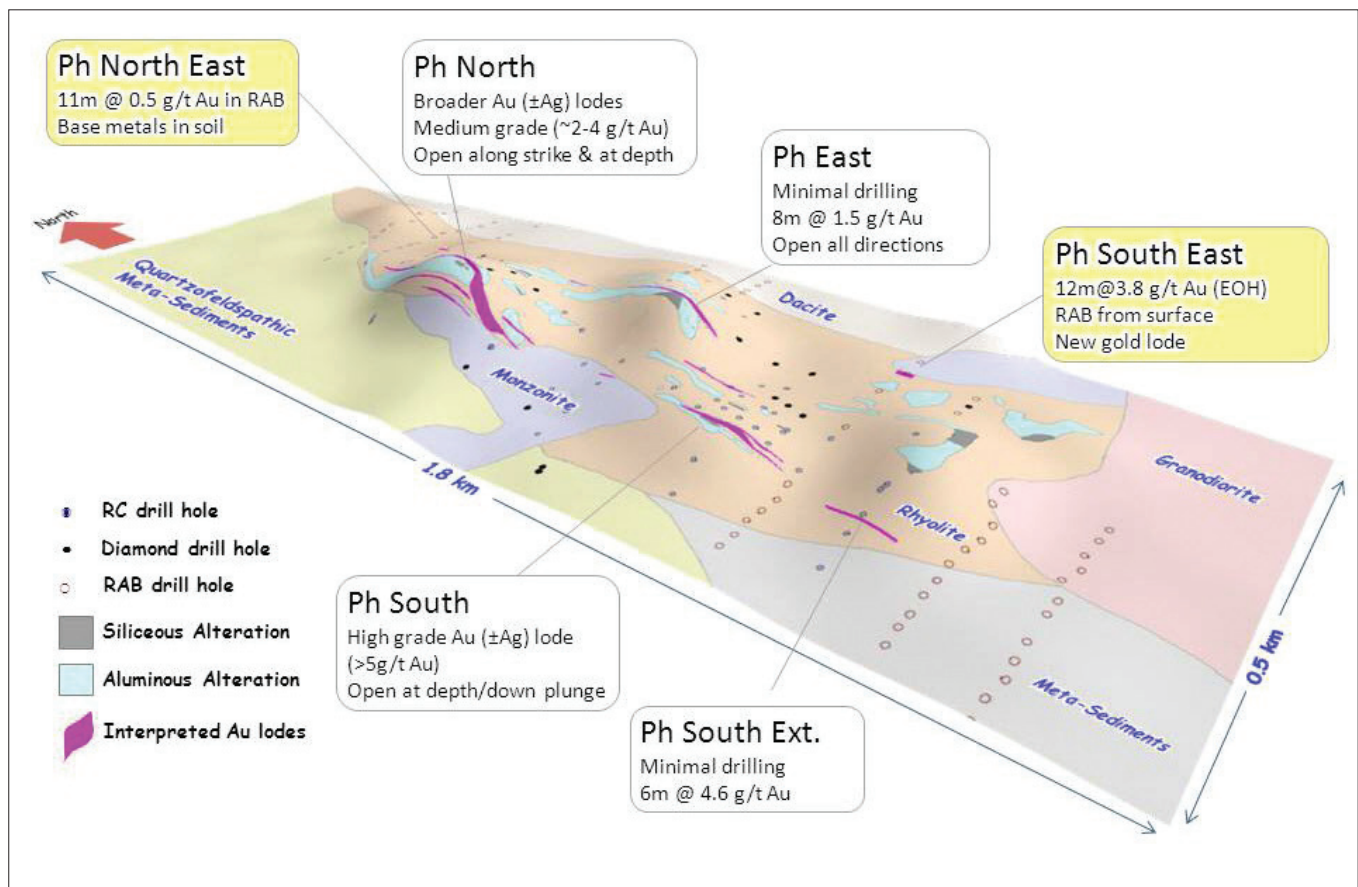 Ph North East
11m @ 0.5 g/t Au in RAB
Base metals in soil
Ph North
Broader Au (±Ag) lodes
Medium grade (~2-4 g/t Au)
Open along strike & at depth
Ph East
Minimal drilling
8m @ 1.5 g/t Au
Open all directions
Ph South East
12m@3.8 g/t Au (EOH)
RAB from surface
New gold lode
North
Quartzofeldspathic
Meta-Sediments
Dacite
Monzonite
1.8 km
Granodiorite
Rhyolite
0.5 km
Meta-Sediments
RC drill hole
Diamond drill hole
RAB drill hole
Siliceous Alteration
Aluminous Alteration
Interpreted Au lodes
Ph South
High grade Au (±Ag) lode
(>5g/t Au)
Open at depth/down plunge
Ph South Ext.
Minimal drilling
6m @ 4.6 g/t Au